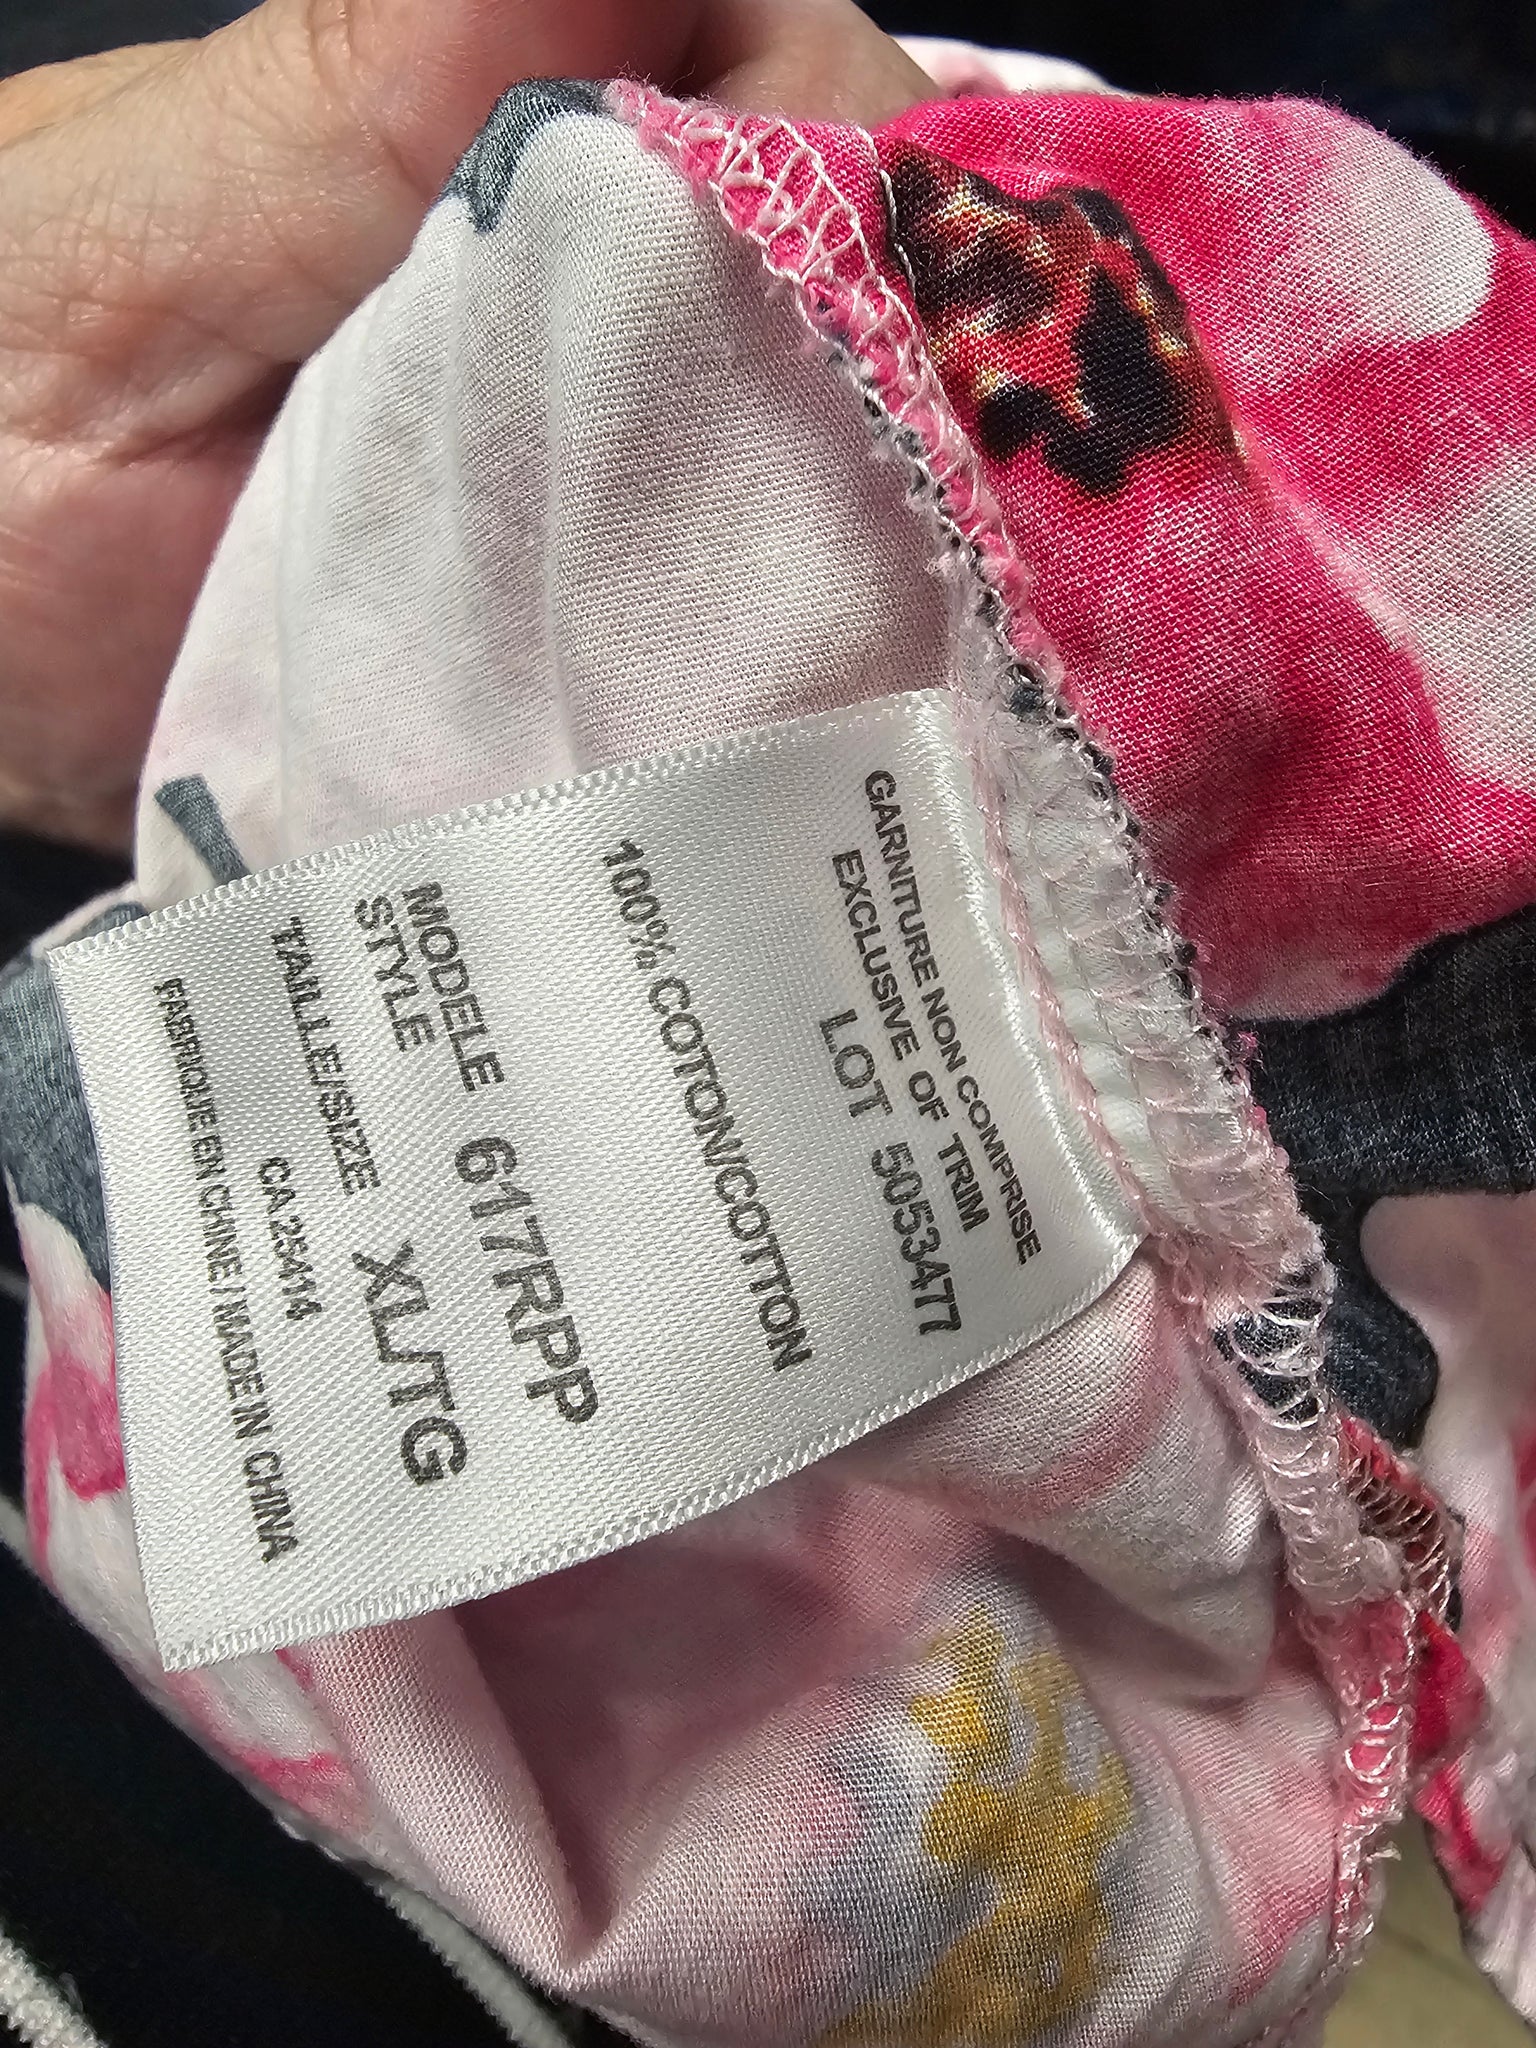 GARNITURE NON COMPRISE
EXCLUSIVE OF TRIM
LOT 5053477
100% COTON/COTTON
MODELE 617RPP
STYLE
TAILLE/SIZE XL/TG
CA 25414
FABRIQUE EN CHINE / MADE IN CHINA